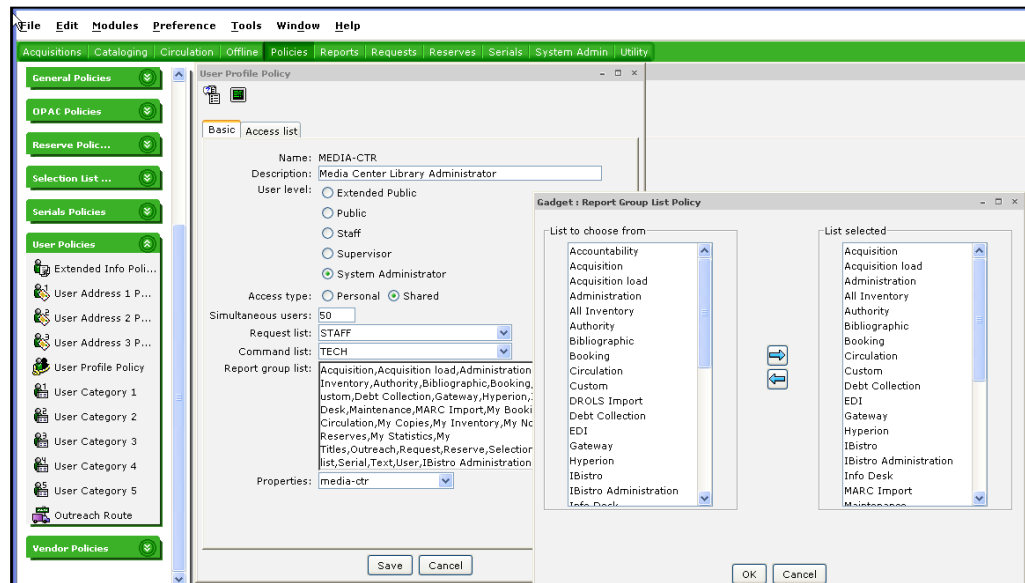 File Edit Modules Preference Tools Window Help
Acquisitions Cataloging Circulation Offline Policies Reports Requests Reserves Serials System Admin Utility
General Policies
OPAC Policies
Reserve Polic...
Selection List ...
Serials Policies
User Policies
Extended Info Poli...
User Address 1 P...
User Address 2 P...
User Address 3 P...
User Profile Policy
User Category 1
User Category 2
User Category 3
User Category 4
User Category 5
Outreach Route
Vendor Policies
User Profile Policy
Basic Access list
Name: MEDIA-CTR
Description: Media Center Library Administrator
User level: Extended Public
Public
Staff
Supervisor
System Administrator
Access type: Personal Shared
Simultaneous users: 50
Request list: STAFF
Command list: TECH
Report group list: Acquisition,Acquisition load,Administration
Inventory,Authority,Bibliographic,Booking,
ustom,Debt Collection,Gateway,Hyperion,
Desk,Maintenance,MARC Import,My Booki
Circulation,My Copies,My Inventory,My No
Reserves,My Statistics,My
Titles,Outreach,Request,Reserve,Selection
list,Serial,Text,User,IBistro Administration
Properties: media-ctr
Save Cancel
Gadget : Report Group List Policy
List to choose from
Accountability
Acquisition
Acquisition load
Administration
All Inventory
Authority
Bibliographic
Booking
Circulation
Custom
DROLS Import
Debt Collection
EDI
Gateway
Hyperion
IBistro
IBistro Administration
Info Desk
List selected
Acquisition
Acquisition load
Administration
All Inventory
Authority
Bibliographic
Booking
Circulation
Custom
Debt Collection
EDI
Gateway
Hyperion
IBistro
IBistro Administration
Info Desk
MARC Import
Maintenance
OK Cancel